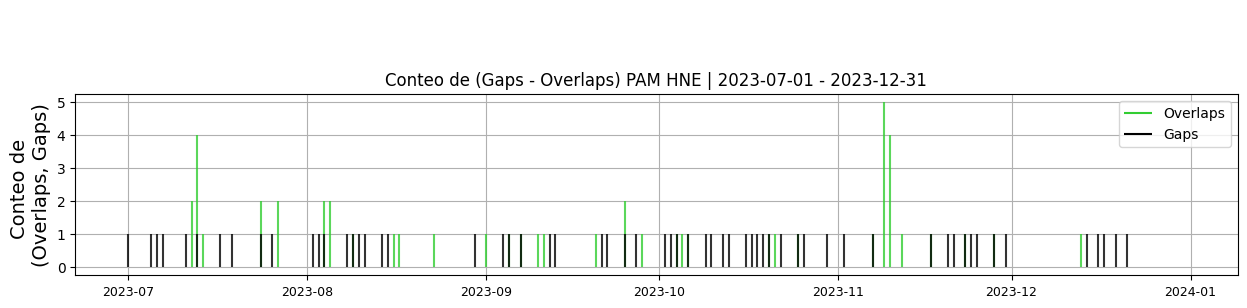 Conteo de (Gaps - Overlaps) PAM HNE | 2023-07-01 - 2023-12-31
Conteo de
(Overlaps, Gaps)
5
4
3
2
1
0
Overlaps
Gaps
2023-07
2023-08
2023-09
2023-10
2023-11
2023-12
2024-01